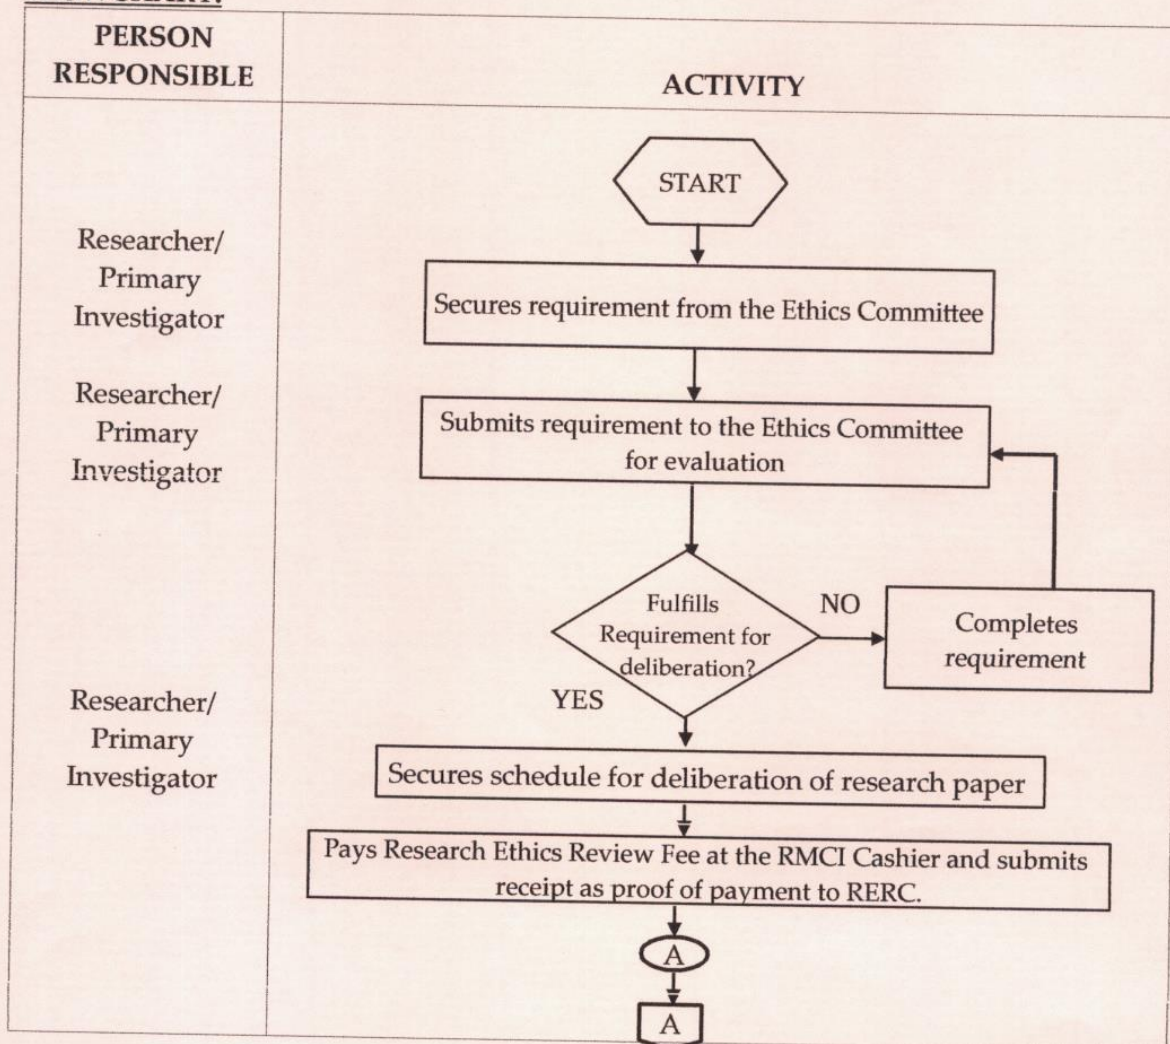 PERSON
RESPONSIBLE
ACTIVITY
START
Researcher/
Primary
Investigator
Secures requirement from the Ethics Committee
Researcher/
Primary
Investigator
Submits requirement to the Ethics Committee
for evaluation
Fulfills
Requirement for
deliberation?
NO
Completes
requirement
YES
Researcher/
Primary
Investigator
Secures schedule for deliberation of research paper
Pays Research Ethics Review Fee at the RMCI Cashier and submits
receipt as proof of payment to RERC.
A
A